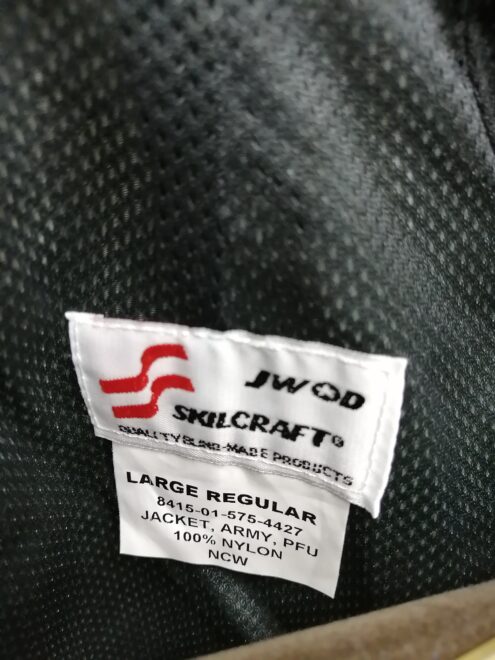 JWOD
SKILCRAFT®
QUALITY BLIND-MADE PRODUCTS
LARGE REGULAR
8415-01-575-4427
JACKET, ARMY, PFU
100% NYLON
NCW